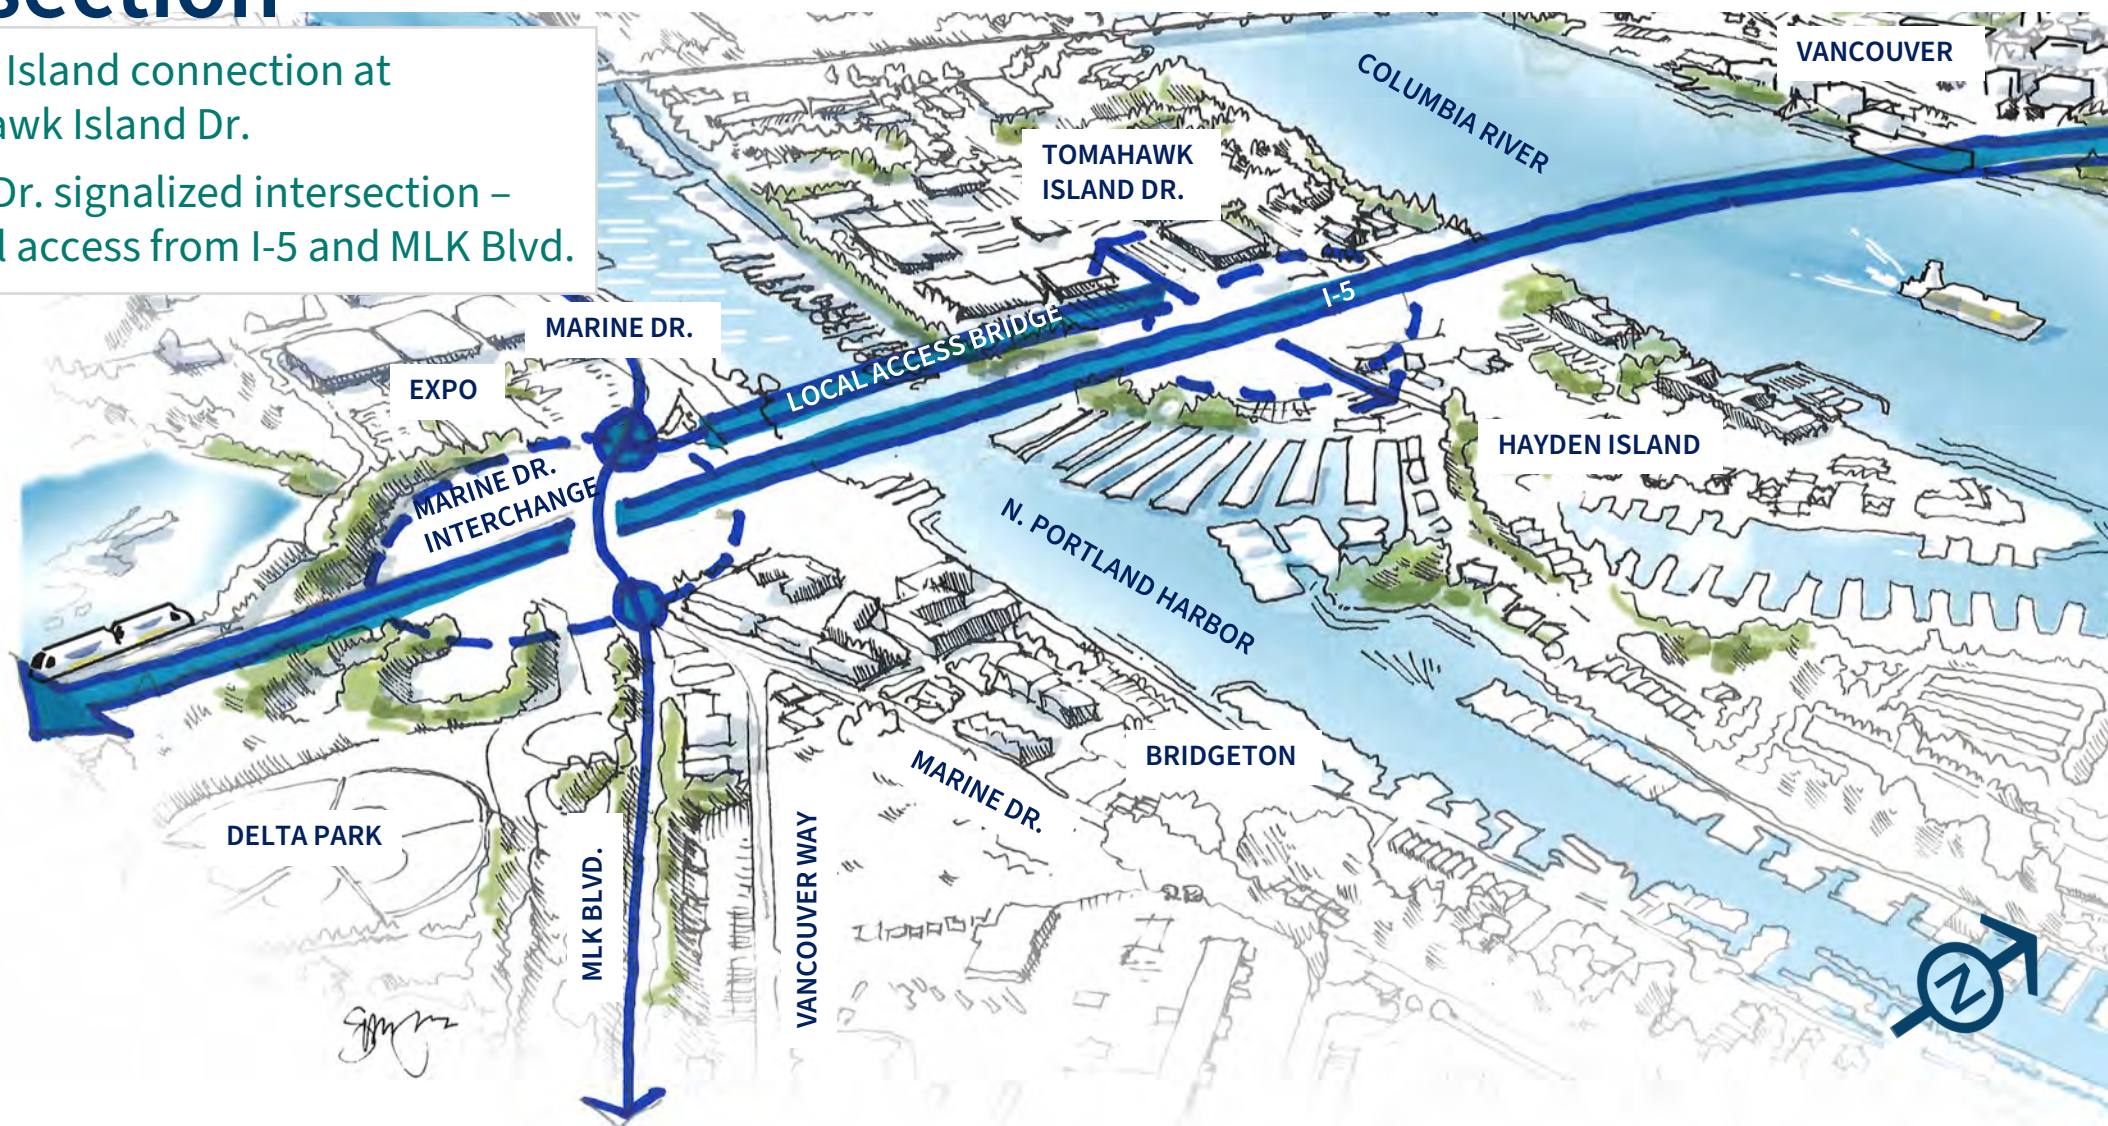 section
Island connection at
awk Island Dr.
Dr. signalized intersection –
l access from I-5 and MLK Blvd.
VANCOUVER
COLUMBIA RIVER
TOMAHAWK
ISLAND DR.
I-5
MARINE DR.
LOCAL ACCESS BRIDGE
EXPO
HAYDEN ISLAND
MARINE DR.
INTERCHANGE
N. PORTLAND HARBOR
BRIDGETON
MARINE DR.
DELTA PARK
MLK BLVD.
VANCOUVER WAY
N